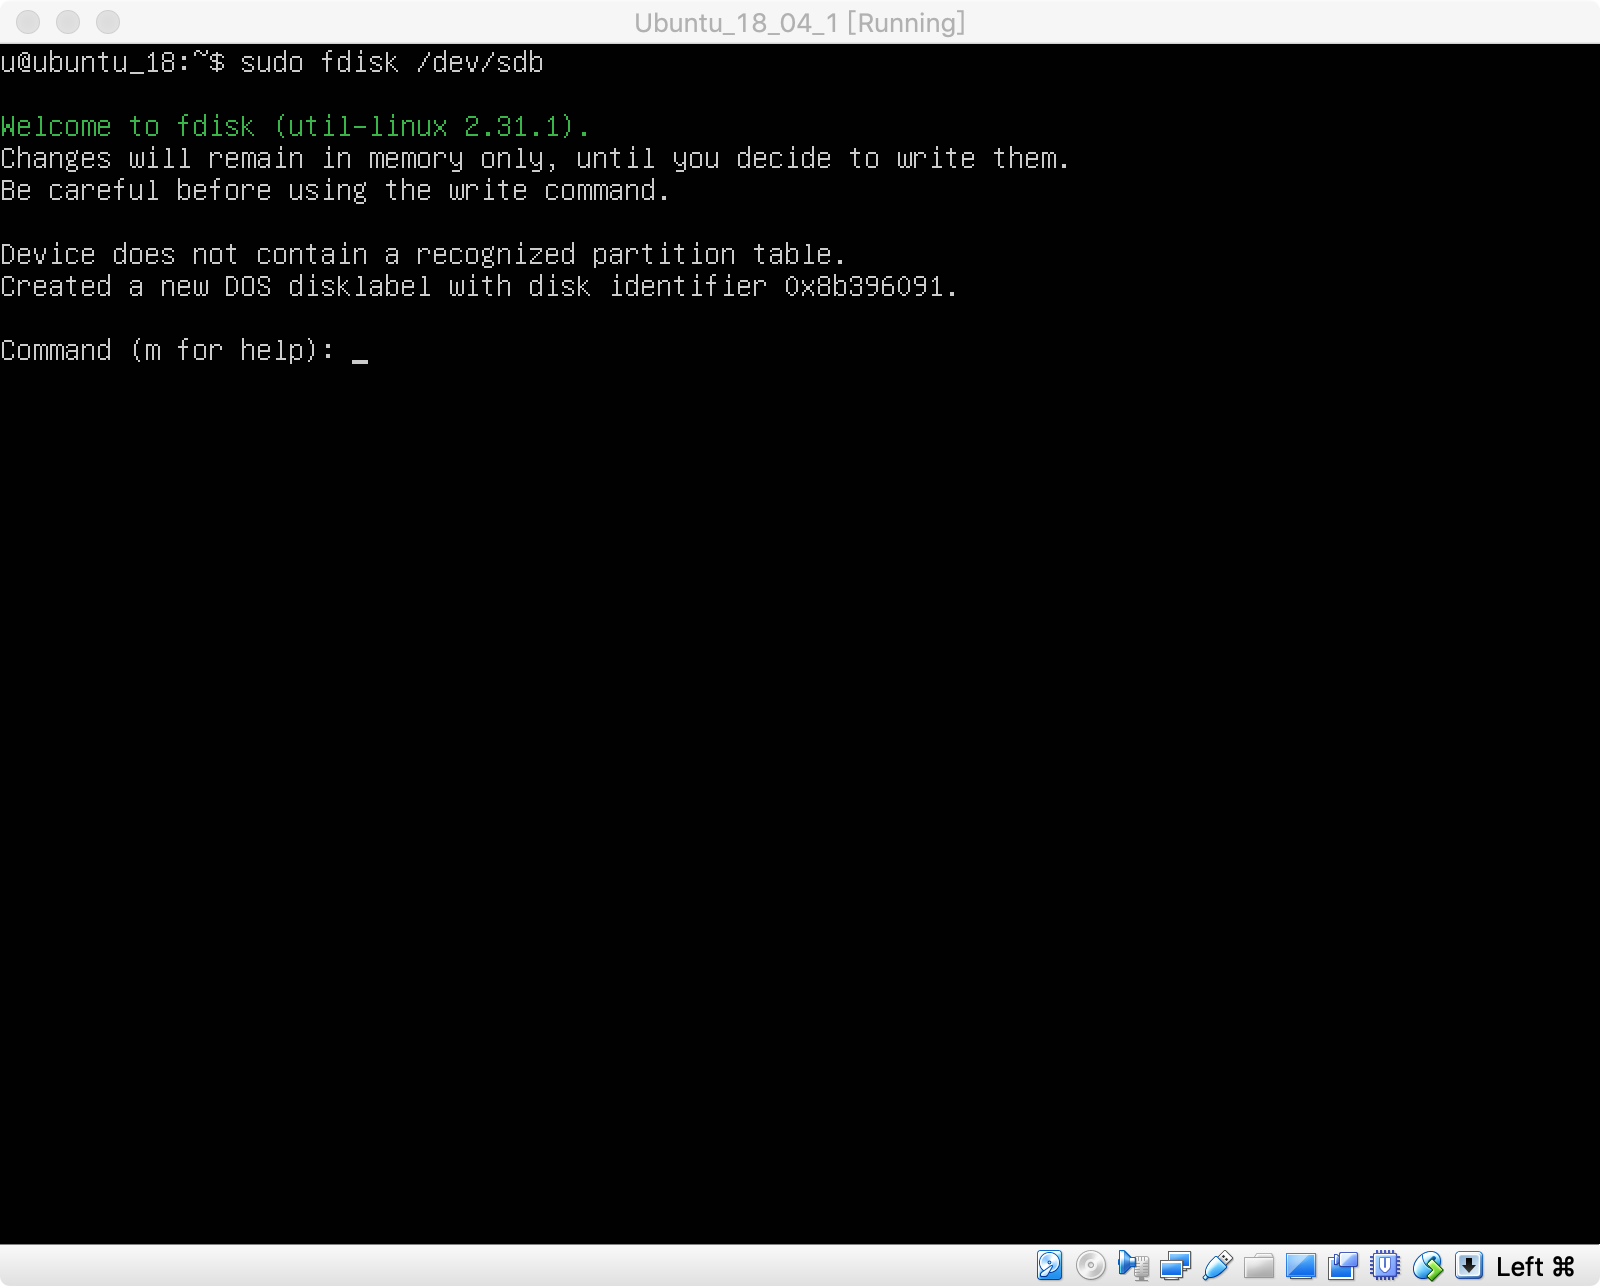 Ubuntu_18_04_1 [Running]
u@ubuntu_18:~$ sudo fdisk /dev/sdb
Welcome to fdisk (util-linux 2.31.1).
Changes will remain in memory only, until you decide to write them.
Be careful before using the write command.
Device does not contain a recognized partition table.
Created a new DOS disklabel with disk identifier 0x8b396091.
Command (m for help): _
Left ⌘